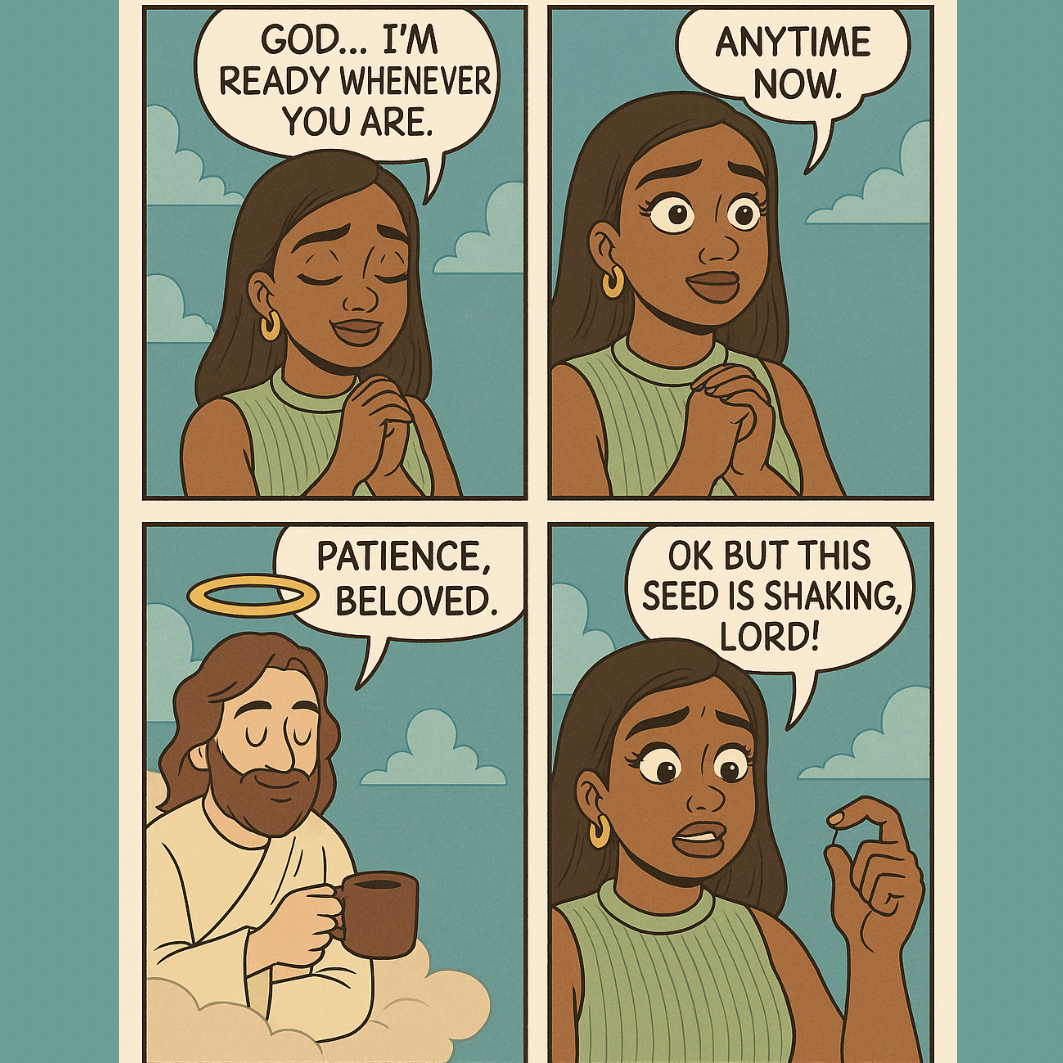 GOD... I'M
READY WHENEVER
YOU ARE.
ANYTIME
NOW.
PATIENCE,
BELOVED.
OK BUT THIS
SEED IS SHAKING,
LORD!